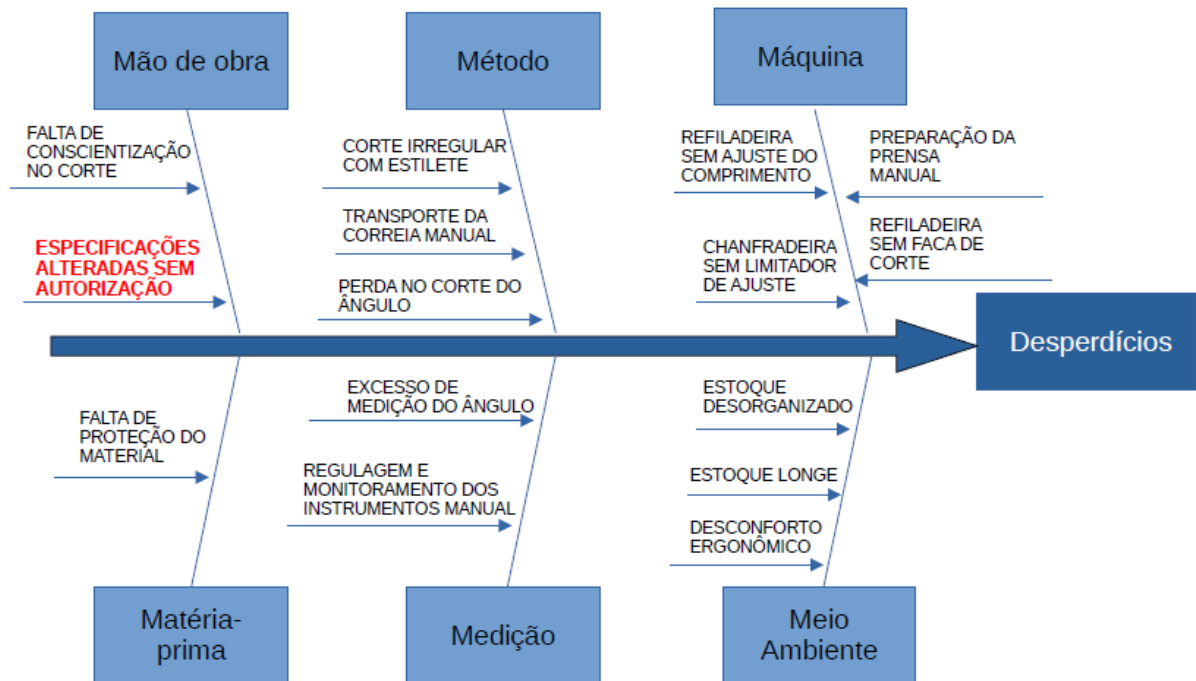 Mão de obra
Método
Máquina
FALTA DE
CONSCIENTIZAÇÃO
NO CORTE
ESPECIFICAÇÕES
ALTERADAS SEM
AUTORIZAÇÃO
CORTE IRREGULAR
COM ESTILETE
TRANSPORTE DA
CORREIA MANUAL
PERDA NO CORTE DO
ÂNGULO
REFILADEIRA
SEM AJUSTE DO
COMPRIMENTO
PREPARAÇÃO DA
PRENSA
MANUAL
CHANFRADEIRA
SEM LIMITADOR
DE AJUSTE
REFILADEIRA
SEM FACA DE
CORTE
Desperdícios
FALTA DE
PROTEÇÃO DO
MATERIAL
EXCESSO DE
MEDIÇÃO DO ÂNGULO
REGULAGEM E
MONITORAMENTO DOS
INSTRUMENTOS MANUAL
ESTOQUE
DESORGANIZADO
ESTOQUE LONGE
DESCONFORTO
ERGONÔMICO
Matéria-
prima
Medição
Meio
Ambiente